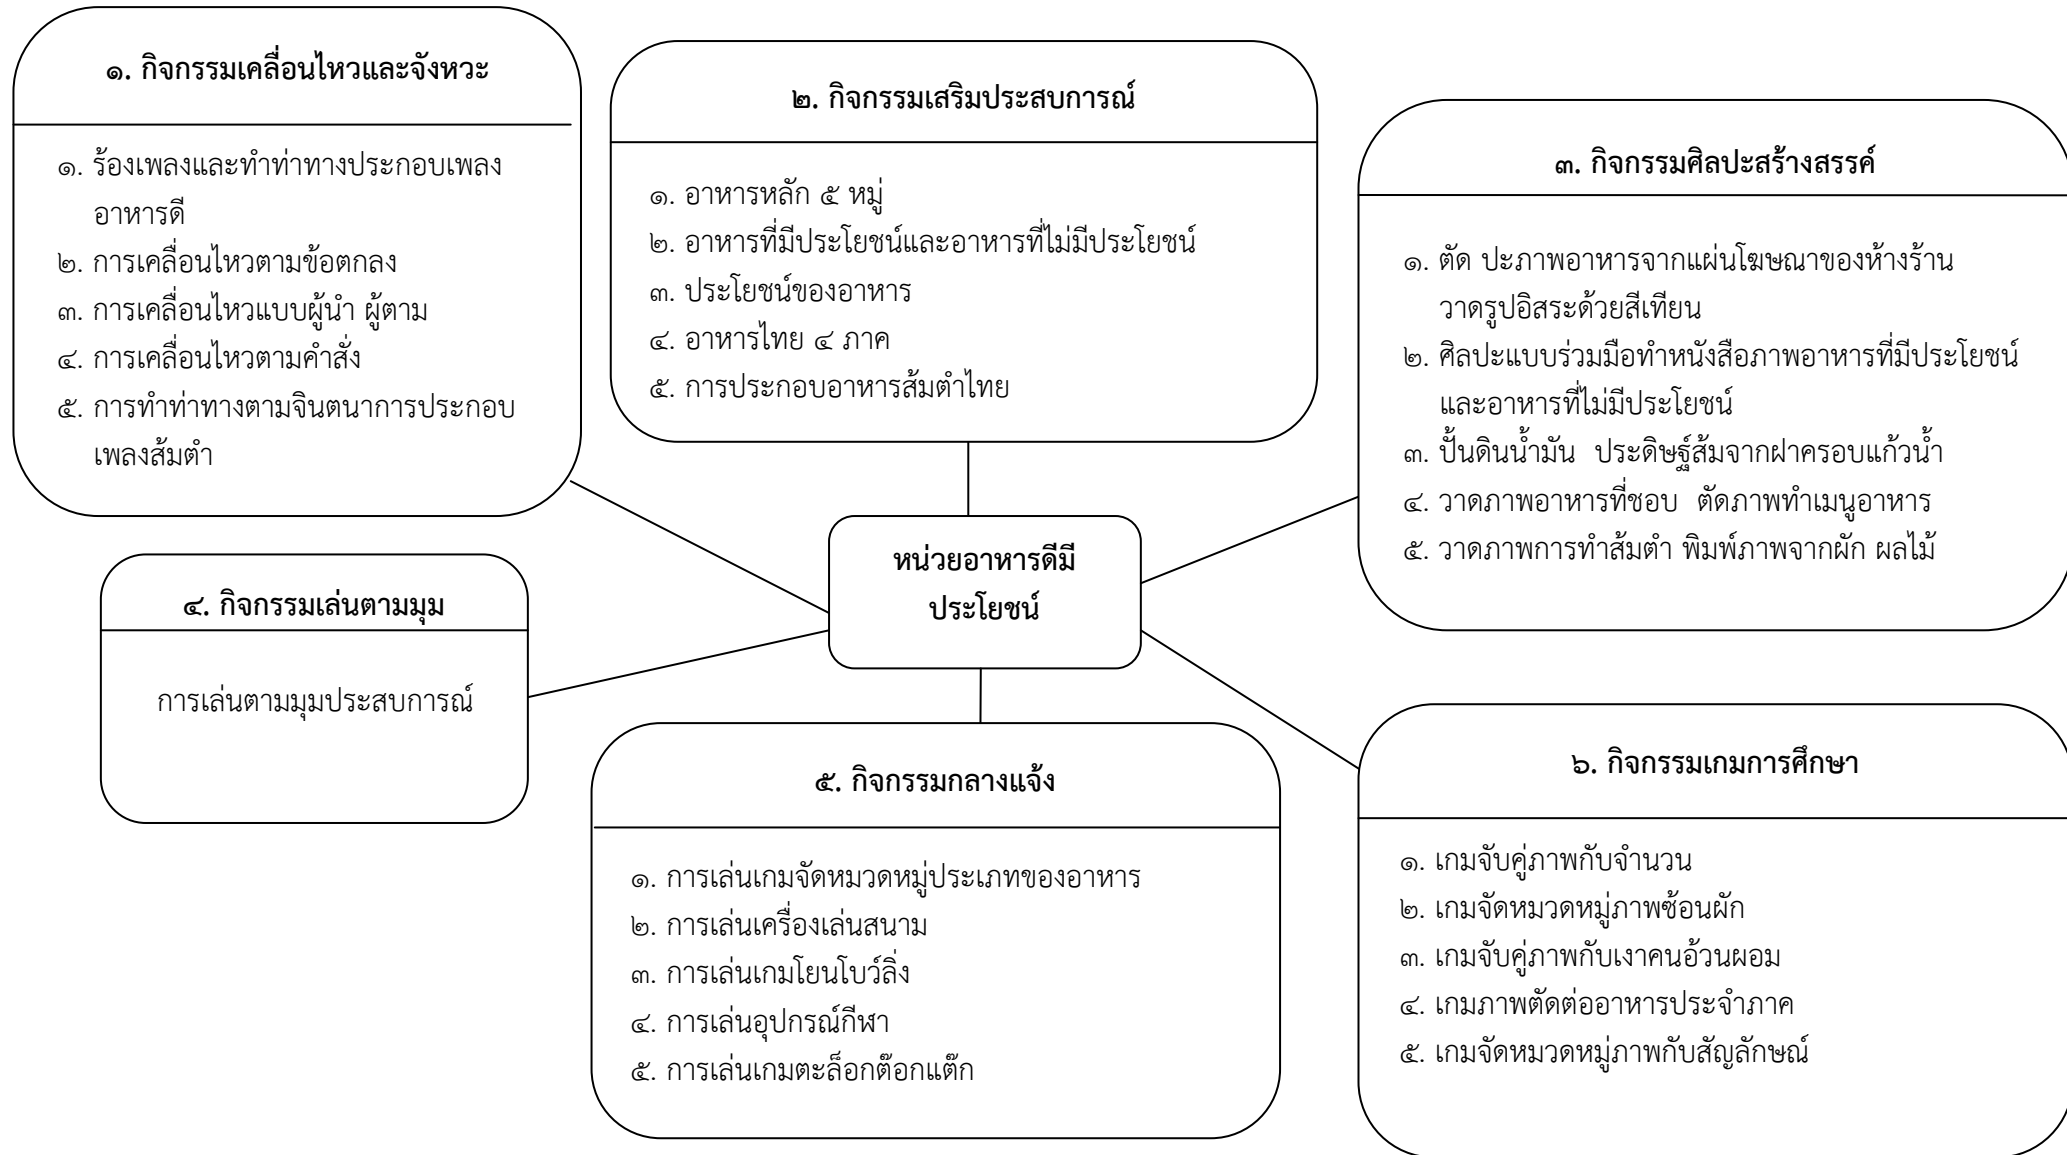 ๑. กิจกรรมเคลื่อนไหวและจังหวะ
๑. ร้องเพลงและทำท่าทางประกอบเพลง
อาหารดี
๒. การเคลื่อนไหวตามข้อตกลง
๓. การเคลื่อนไหวแบบผู้นำ ผู้ตาม
๔. การเคลื่อนไหวตามคำสั่ง
๕. การทำท่าทางตามจินตนาการประกอบ
เพลงส้มตำ
๒. กิจกรรมเสริมประสบการณ์
๑. อาหารหลัก ๕ หมู่
๒. อาหารที่มีประโยชน์และอาหารที่ไม่มีประโยชน์
๓. ประโยชน์ของอาหาร
๔. อาหารไทย ๔ ภาค
๕. การประกอบอาหารส้มตำไทย
๓. กิจกรรมศิลปะสร้างสรรค์
๑. ตัด ปะภาพอาหารจากแผ่นโฆษณาของห้างร้าน
วาดรูปอิสระด้วยสีเทียน
๒. ศิลปะแบบร่วมมือทำหนังสือภาพอาหารที่มีประโยชน์
และอาหารที่ไม่มีประโยชน์
๓. ปั้นดินน้ำมัน ประดิษฐ์ส้มจากฝาครอบแก้วน้ำ
๔. วาดภาพอาหารที่ชอบ ตัดภาพทำเมนูอาหาร
๕. วาดภาพการทำส้มตำ พิมพ์ภาพจากผัก ผลไม้
หน่วยอาหารดีมี
ประโยชน์
๔. กิจกรรมเล่นตามมุม
การเล่นตามมุมประสบการณ์
๕. กิจกรรมกลางแจ้ง
๑. การเล่นเกมจัดหมวดหมู่ประเภทของอาหาร
๒. การเล่นเครื่องเล่นสนาม
๓. การเล่นเกมโยนโบว์ลิ่ง
๔. การเล่นอุปกรณ์กีฬา
๕. การเล่นเกมตะล็อกต๊อกแต๊ก
๖. กิจกรรมเกมการศึกษา
๑. เกมจับคู่ภาพกับจำนวน
๒. เกมจัดหมวดหมู่ภาพซ้อนผัก
๓. เกมจับคู่ภาพกับเงาคนอ้วนผอม
๔. เกมภาพตัดต่ออาหารประจำภาค
๕. เกมจัดหมวดหมู่ภาพกับสัญลักษณ์